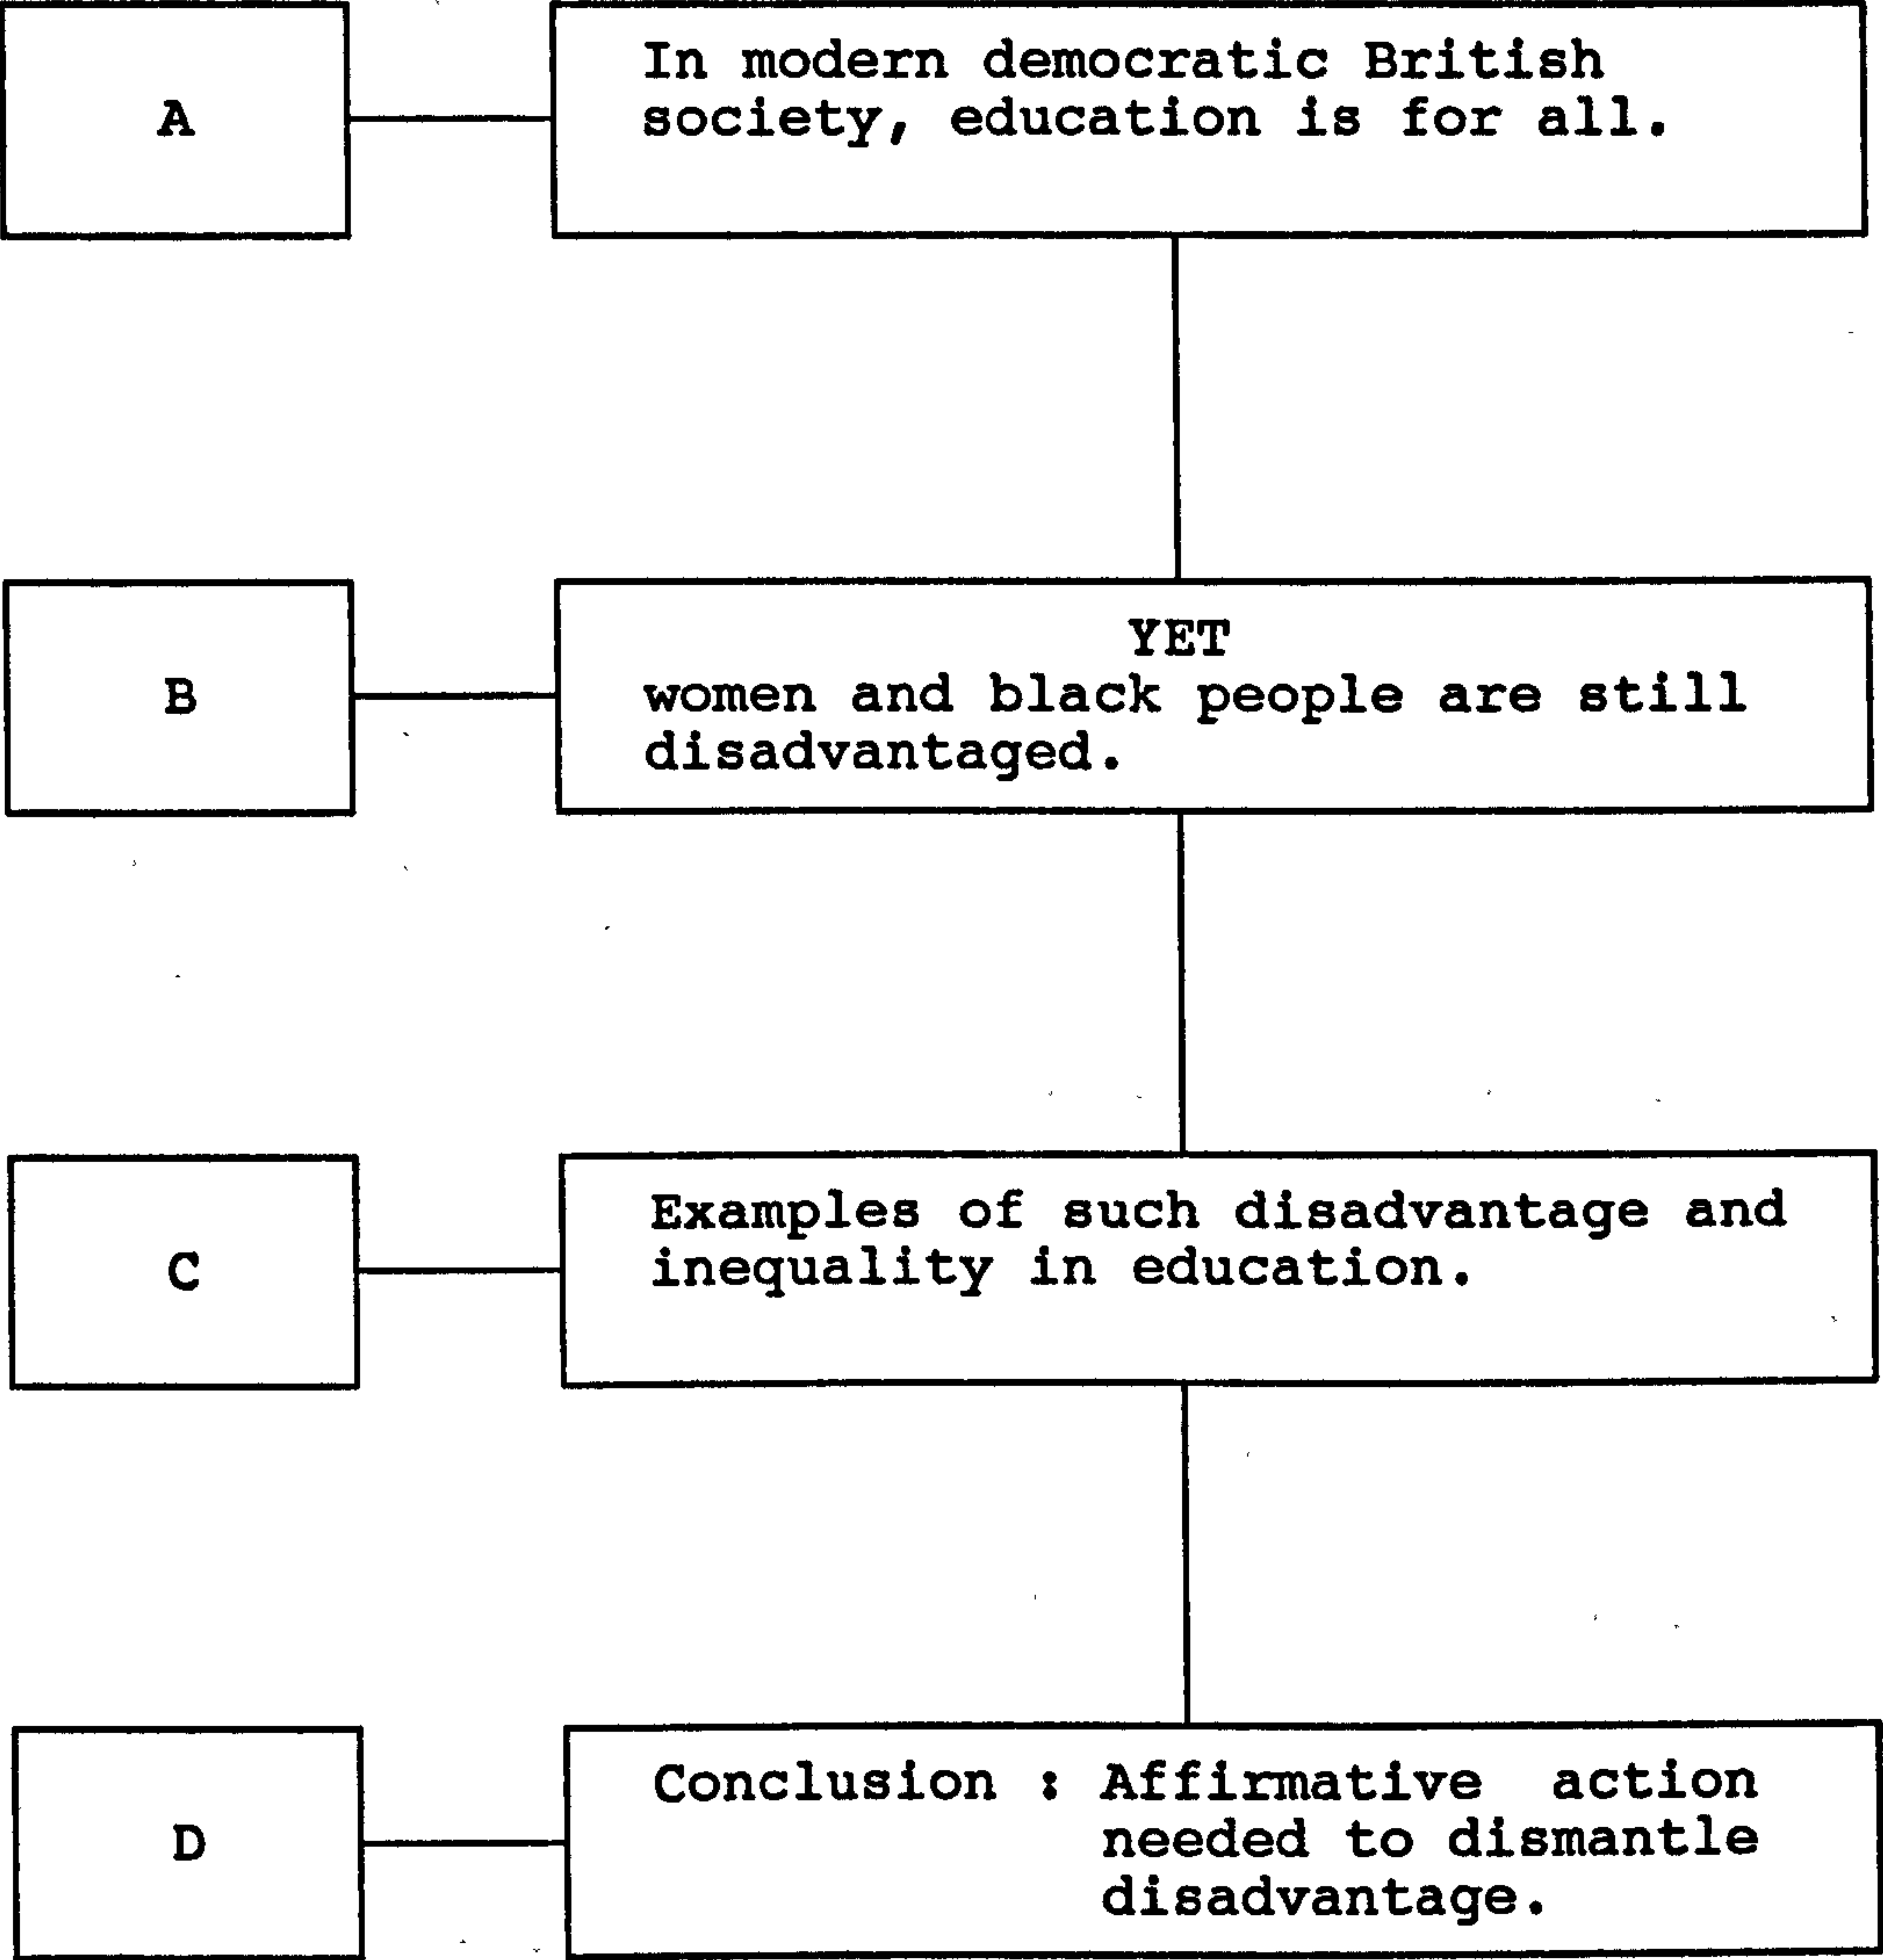 A
In modern democratic British
society, education is for all.
B
YET
women and black people are still
disadvantaged.
C
Examples of such disadvantage and
inequality in education.
D
Conclusion : Affirmative action
needed to dismantle
disadvantage.